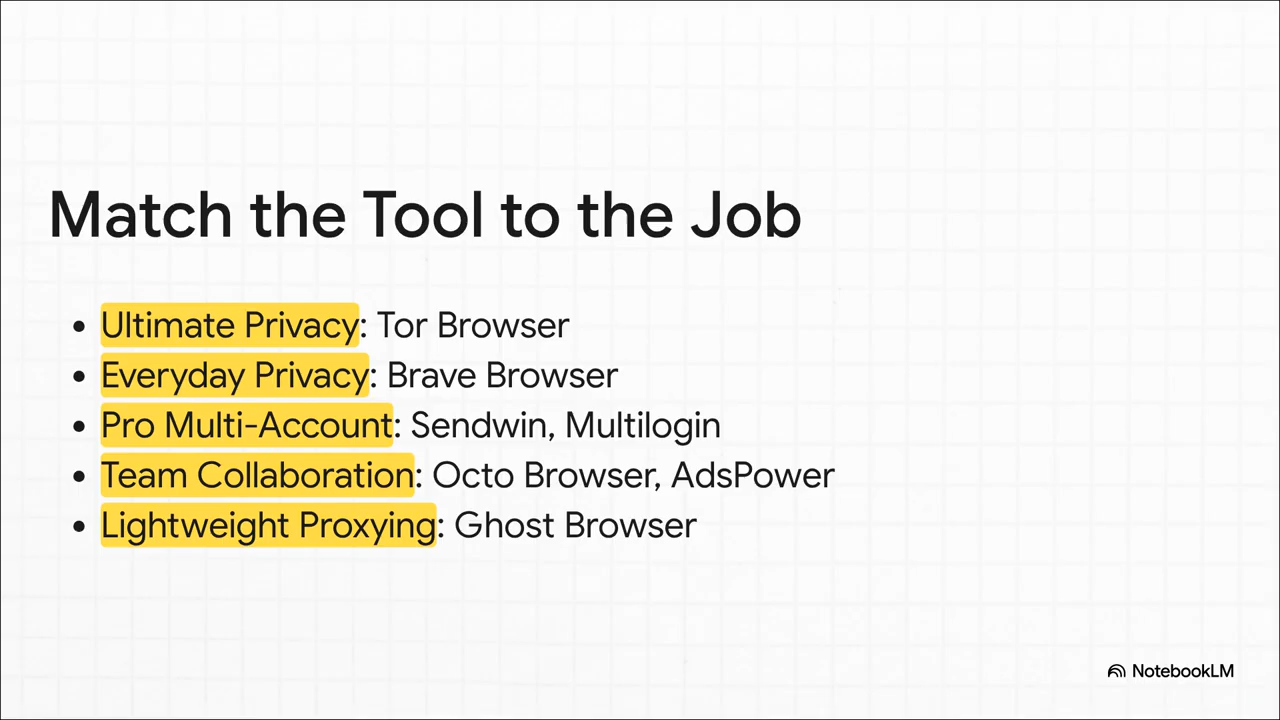 Match the Tool to the Job
• Ultimate Privacy: Tor Browser
• Everyday Privacy: Brave Browser
• Pro Multi-Account: Sendwin, Multilogin
• Team Collaboration: Octo Browser, AdsPower
• Lightweight Proxying: Ghost Browser
NotebookLM